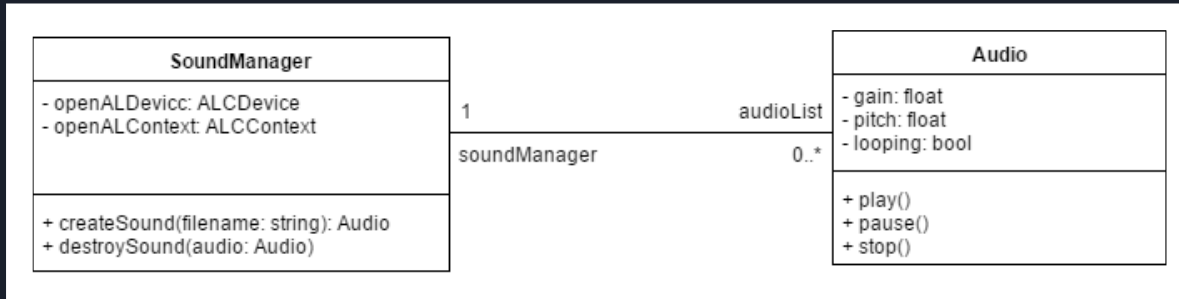 SoundManager
- openALDevicc: ALCDevice
- openALContext: ALCContext
+ createSound(filename: string): Audio
+ destroySound(audio: Audio)
1
soundManager
audioList
0..*
Audio
- gain: float
- pitch: float
- looping: bool
+ play()
+ pause()
+ stop()